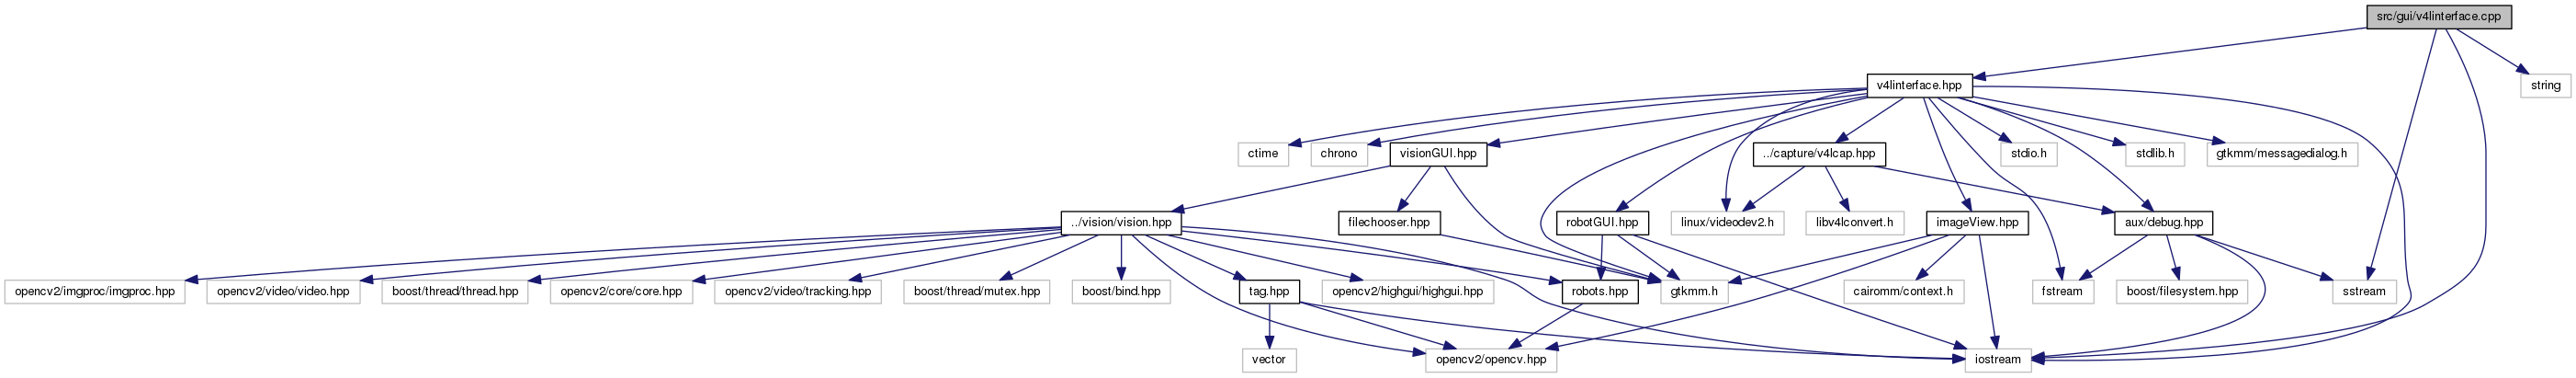 src/gui/v4linterface.cpp
v4linterface.hpp
string
ctime
chrono
visionGUI.hpp
../capture/v4lcap.hpp
stdio.h
stdlib.h
gtkmm/messagedialog.h
../vision/vision.hpp
filechooser.hpp
robotGUI.hpp
linux/videodev2.h
libv4lconvert.h
imageView.hpp
aux/debug.hpp
opencv2/imgproc/imgproc.hpp
opencv2/video/video.hpp
boost/thread/thread.hpp
opencv2/core/core.hpp
opencv2/video/tracking.hpp
boost/thread/mutex.hpp
boost/bind.hpp
tag.hpp
opencv2/highgui/highgui.hpp
robots.hpp
gtkmm.h
cairomm/context.h
fstream
boost/filesystem.hpp
sstream
vector
opencv2/opencv.hpp
iostream